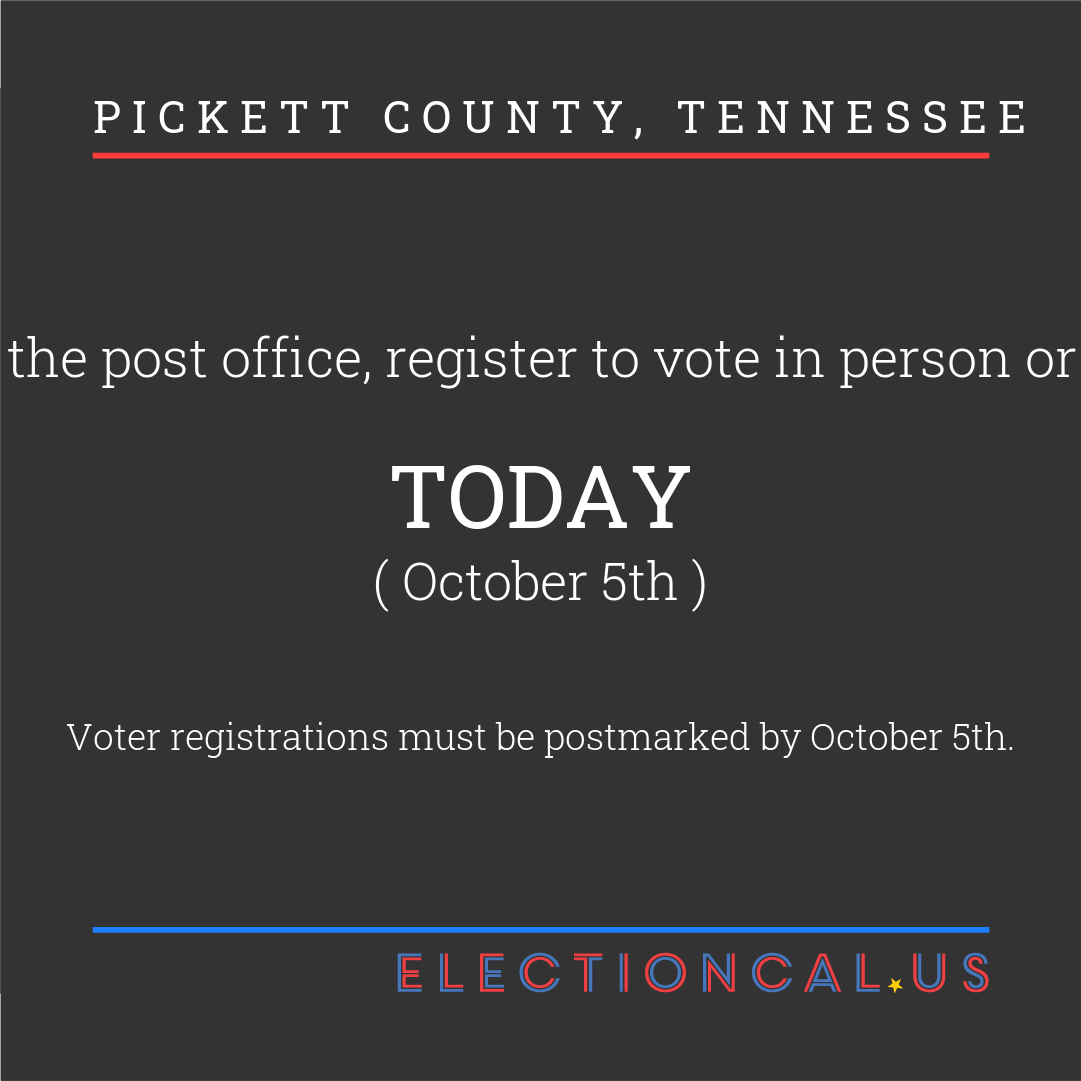 PICKETT COUNTY, TENNESSEE
the post office, register to vote in person or
TODAY
( October 5th )
Voter registrations must be postmarked by October 5th.
ELECTIONCAL.US